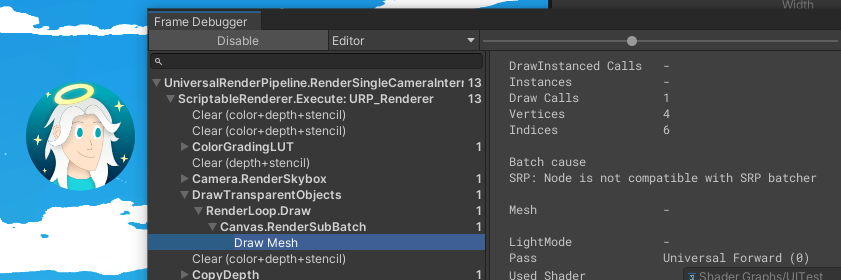 Width
Frame Debugger
Disable
Editor
UniversalRenderPipeline.RenderSingleCameraInterr 13
ScriptableRenderer.Execute: URP_Renderer 13
Clear (color+depth+stencil)
Clear (color+depth+stencil)
ColorGradingLUT 1
Clear (depth+stencil)
Camera.RenderSkybox 1
DrawTransparentObjects 1
RenderLoop.Draw 1
Canvas.RenderSubBatch 1
Draw Mesh
Clear (color+depth+stencil)
CopyDepth 1
DrawInstanced Calls -
Instances -
Draw Calls 1
Vertices 4
Indices 6
Batch cause
SRP: Node is not compatible with SRP batcher
Mesh -
LightMode -
Pass Universal Forward (0)
Used Shader Shader Graphs/UITest